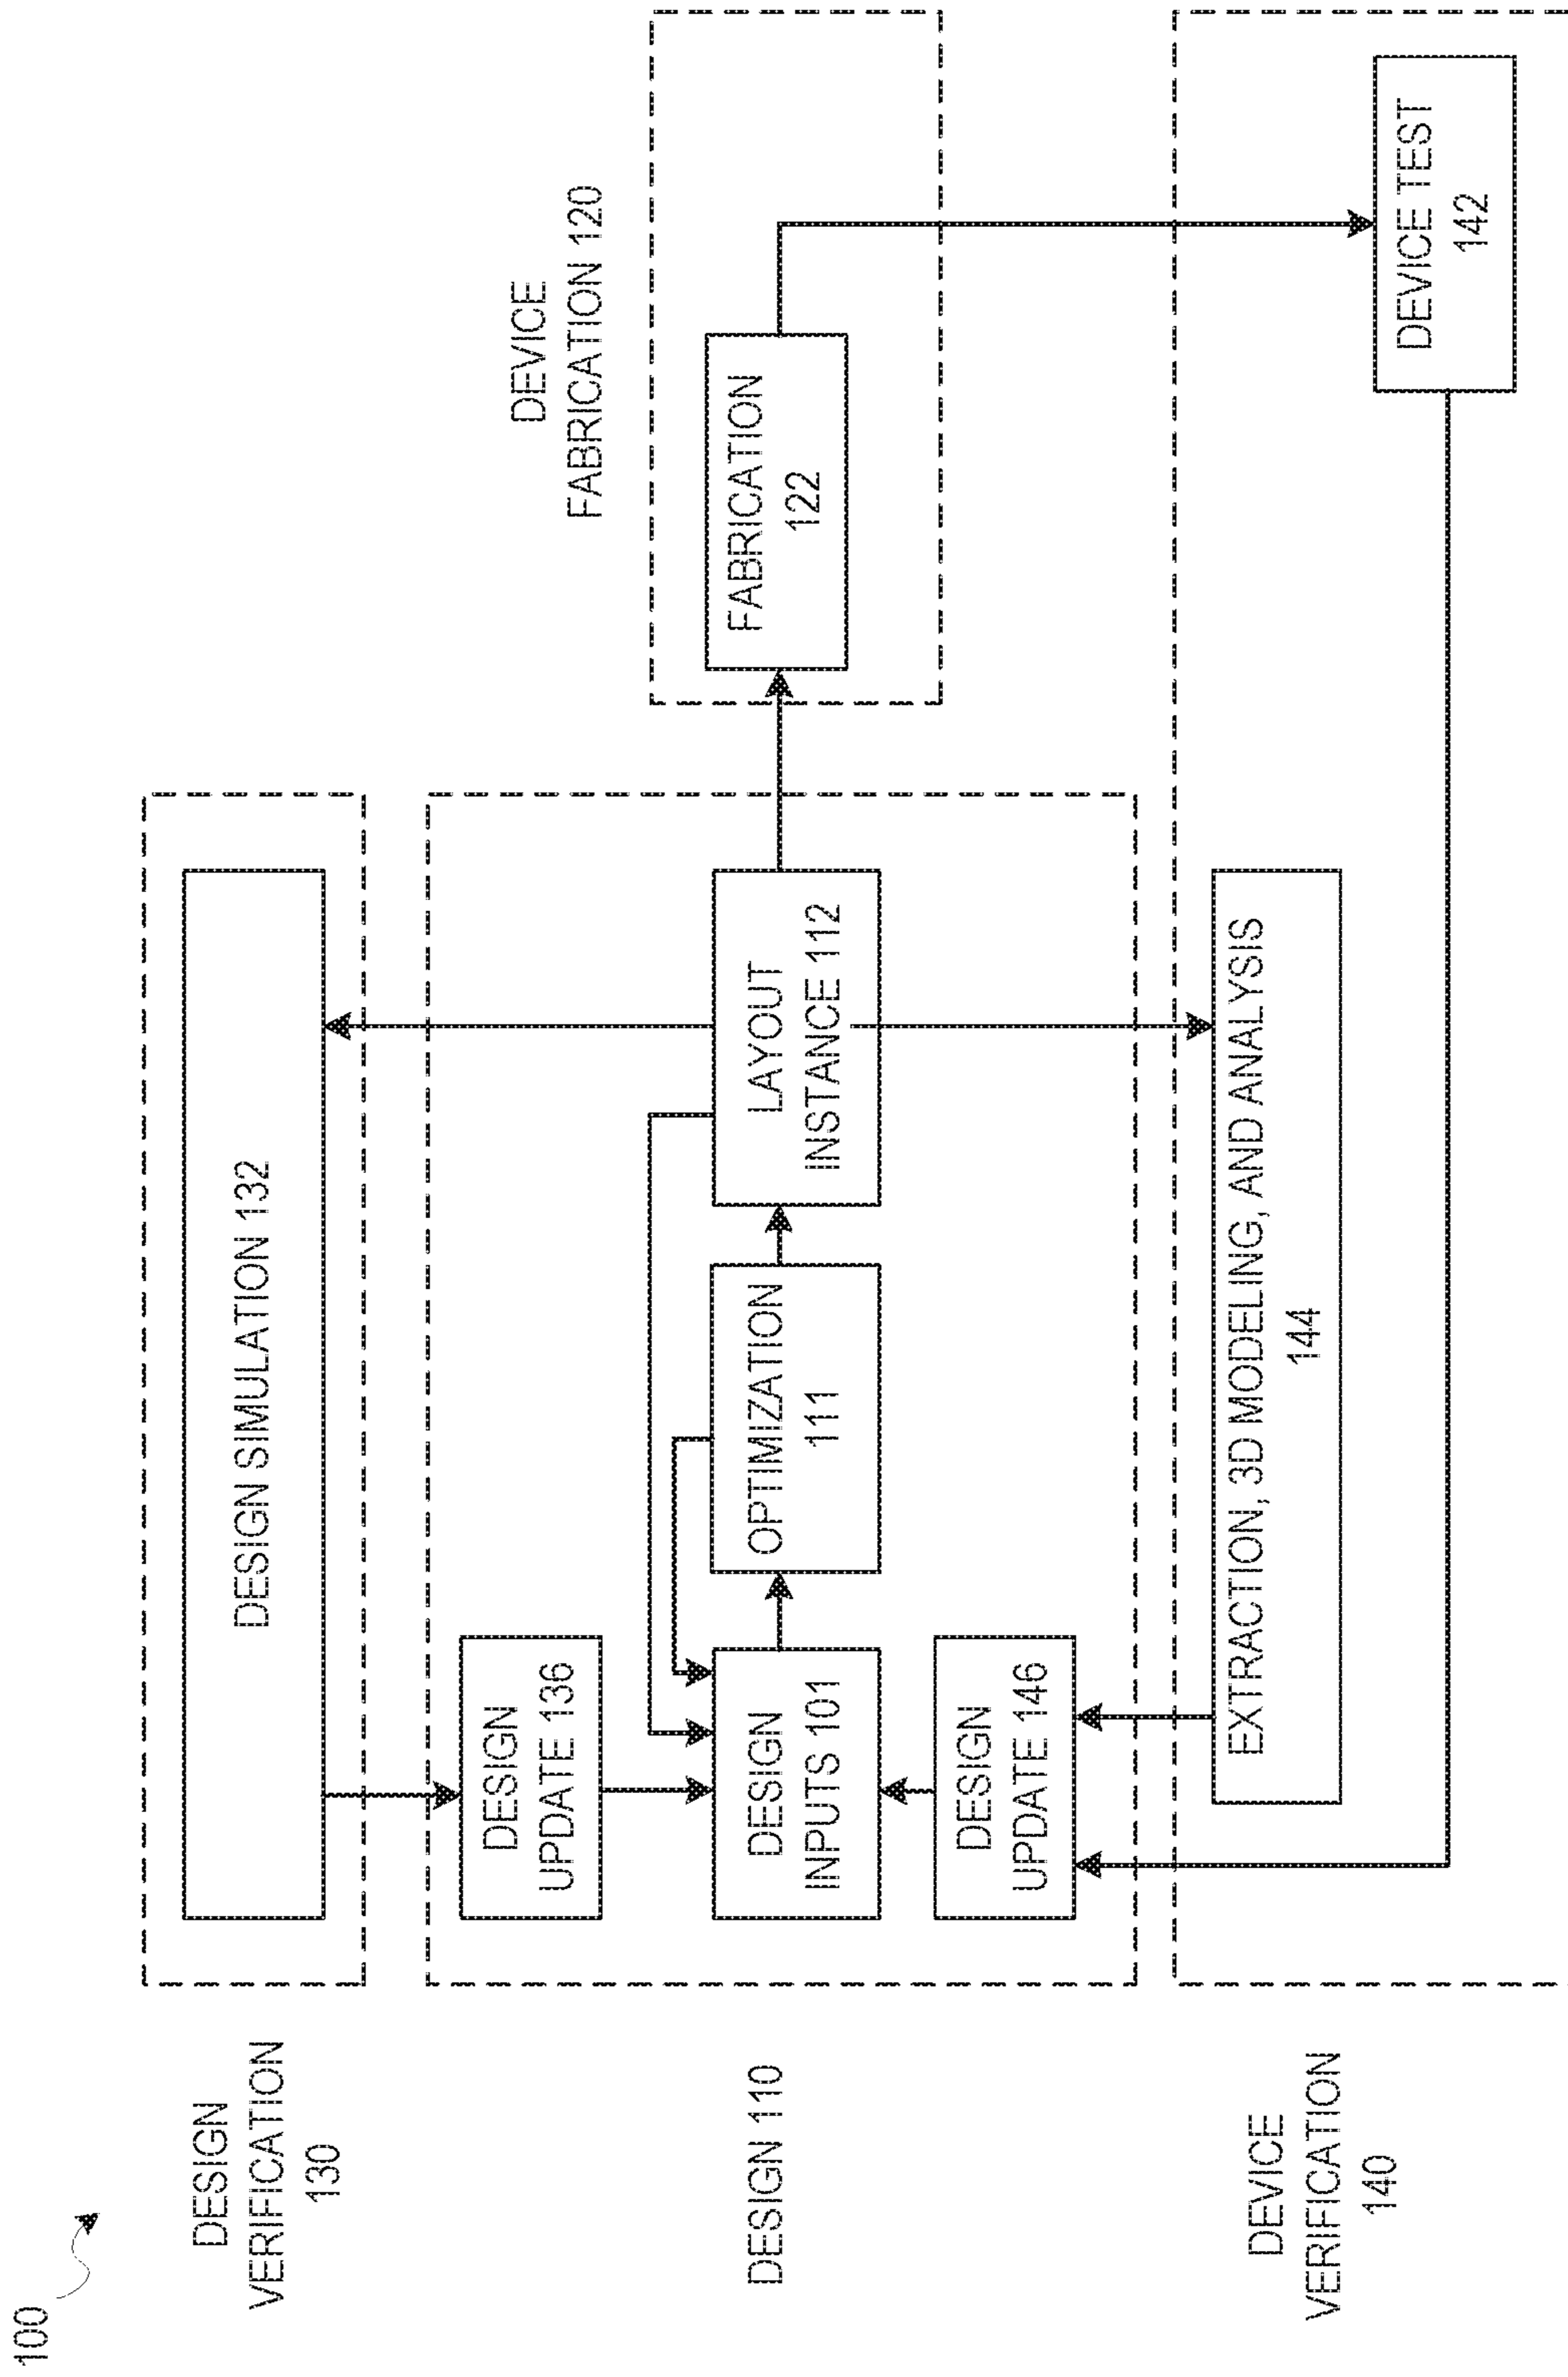 100
DESIGN
VERIFICATION
130
DESIGN SIMULATION 132
DEVICE
FABRICATION 120
DESIGN
UPDATE 136
DESIGN 110
DESIGN
INPUTS 101
OPTIMIZATION
111
LAYOUT
INSTANCE 112
FABRICATION
122
DESIGN
UPDATE 146
DEVICE
VERIFICATION
140
EXTRACTION, 3D MODELING, AND ANALYSIS
144
DEVICE TEST
142